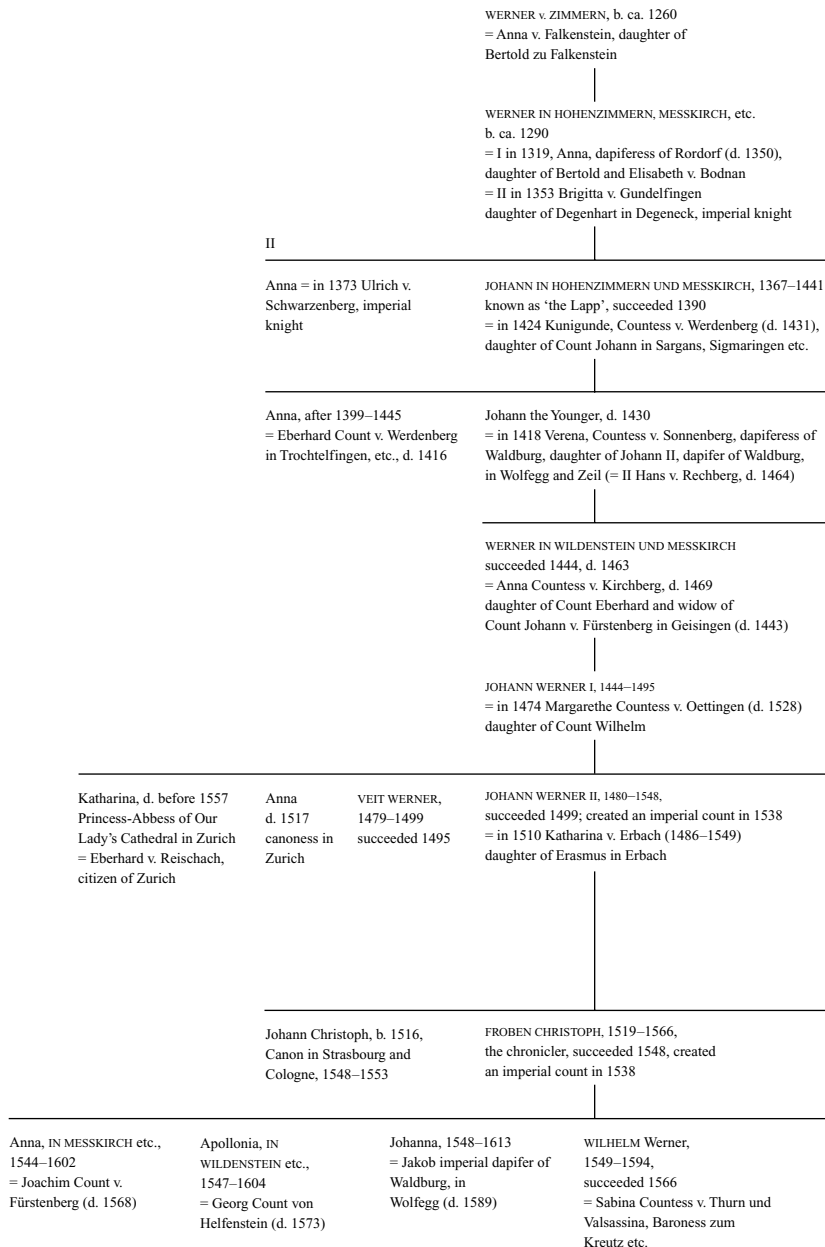 WERNER v. ZIMMERN, b. ca. 1260
= Anna v. Falkenstein, daughter of
Bertold zu Falkenstein
WERNER IN HOHENZIMMERN, MESSKIRCH, etc.
b. ca. 1290
= I in 1319, Anna, dapiferess of Rordorf (d. 1350),
daughter of Bertold and Elisabeth v. Bodnan
= II in 1353 Brigitta v. Gundelfingen
daughter of Degenhart in Degeneck, imperial knight
II
Anna = in 1373 Ulrich v.
Schwarzenberg, imperial
knight
JOHANN IN HOHENZIMMERN UND MESSKIRCH, 1367–1441
known as ‘the Lapp’, succeeded 1390
= in 1424 Kunigunde, Countess v. Werdenberg (d. 1431),
daughter of Count Johann in Sargans, Sigmaringen etc.
Anna, after 1399–1445
= Eberhard Count v. Werdenberg
in Trochtelfingen, etc., d. 1416
Johann the Younger, d. 1430
= in 1418 Verena, Countess v. Sonnenberg, dapiferess of
Waldburg, daughter of Johann II, dapifer of Waldburg,
in Wolfegg and Zeil (= II Hans v. Rechberg, d. 1464)
WERNER IN WILDENSTEIN UND MESSKIRCH
succeeded 1444, d. 1463
= Anna Countess v. Kirchberg, d. 1469
daughter of Count Eberhard and widow of
Count Johann v. Fürstenberg in Geisingen (d. 1443)
JOHANN WERNER I, 1444–1495
= in 1474 Margarethe Countess v. Oettingen (d. 1528)
daughter of Count Wilhelm
Katharina, d. before 1557
Princess-Abbess of Our
Lady’s Cathedral in Zurich
= Eberhard v. Reischach,
citizen of Zurich
Anna
d. 1517
canoness in
Zurich
VEIT WERNER,
1479–1499
succeeded 1495
JOHANN WERNER II, 1480–1548,
succeeded 1499; created an imperial count in 1538
= in 1510 Katharina v. Erbach (1486–1549)
daughter of Erasmus in Erbach
Johann Christoph, b. 1516,
Canon in Strasbourg and
Cologne, 1548–1553
FROBEN CHRISTOPH, 1519–1566,
the chronicler, succeeded 1548, created
an imperial count in 1538
Anna, IN MESSKIRCH etc.,
1544–1602
= Joachim Count v.
Fürstenberg (d. 1568)
Apollonia, IN
WILDENSTEIN etc.,
1547–1604
= Georg Count von
Helfenstein (d. 1573)
Johanna, 1548–1613
= Jakob imperial dapifer of
Waldburg, in
Wolfegg (d. 1589)
WILHELM Werner,
1549–1594,
succeeded 1566
= Sabina Countess v. Thurn und
Valsassina, Baroness zum
Kreutz etc.